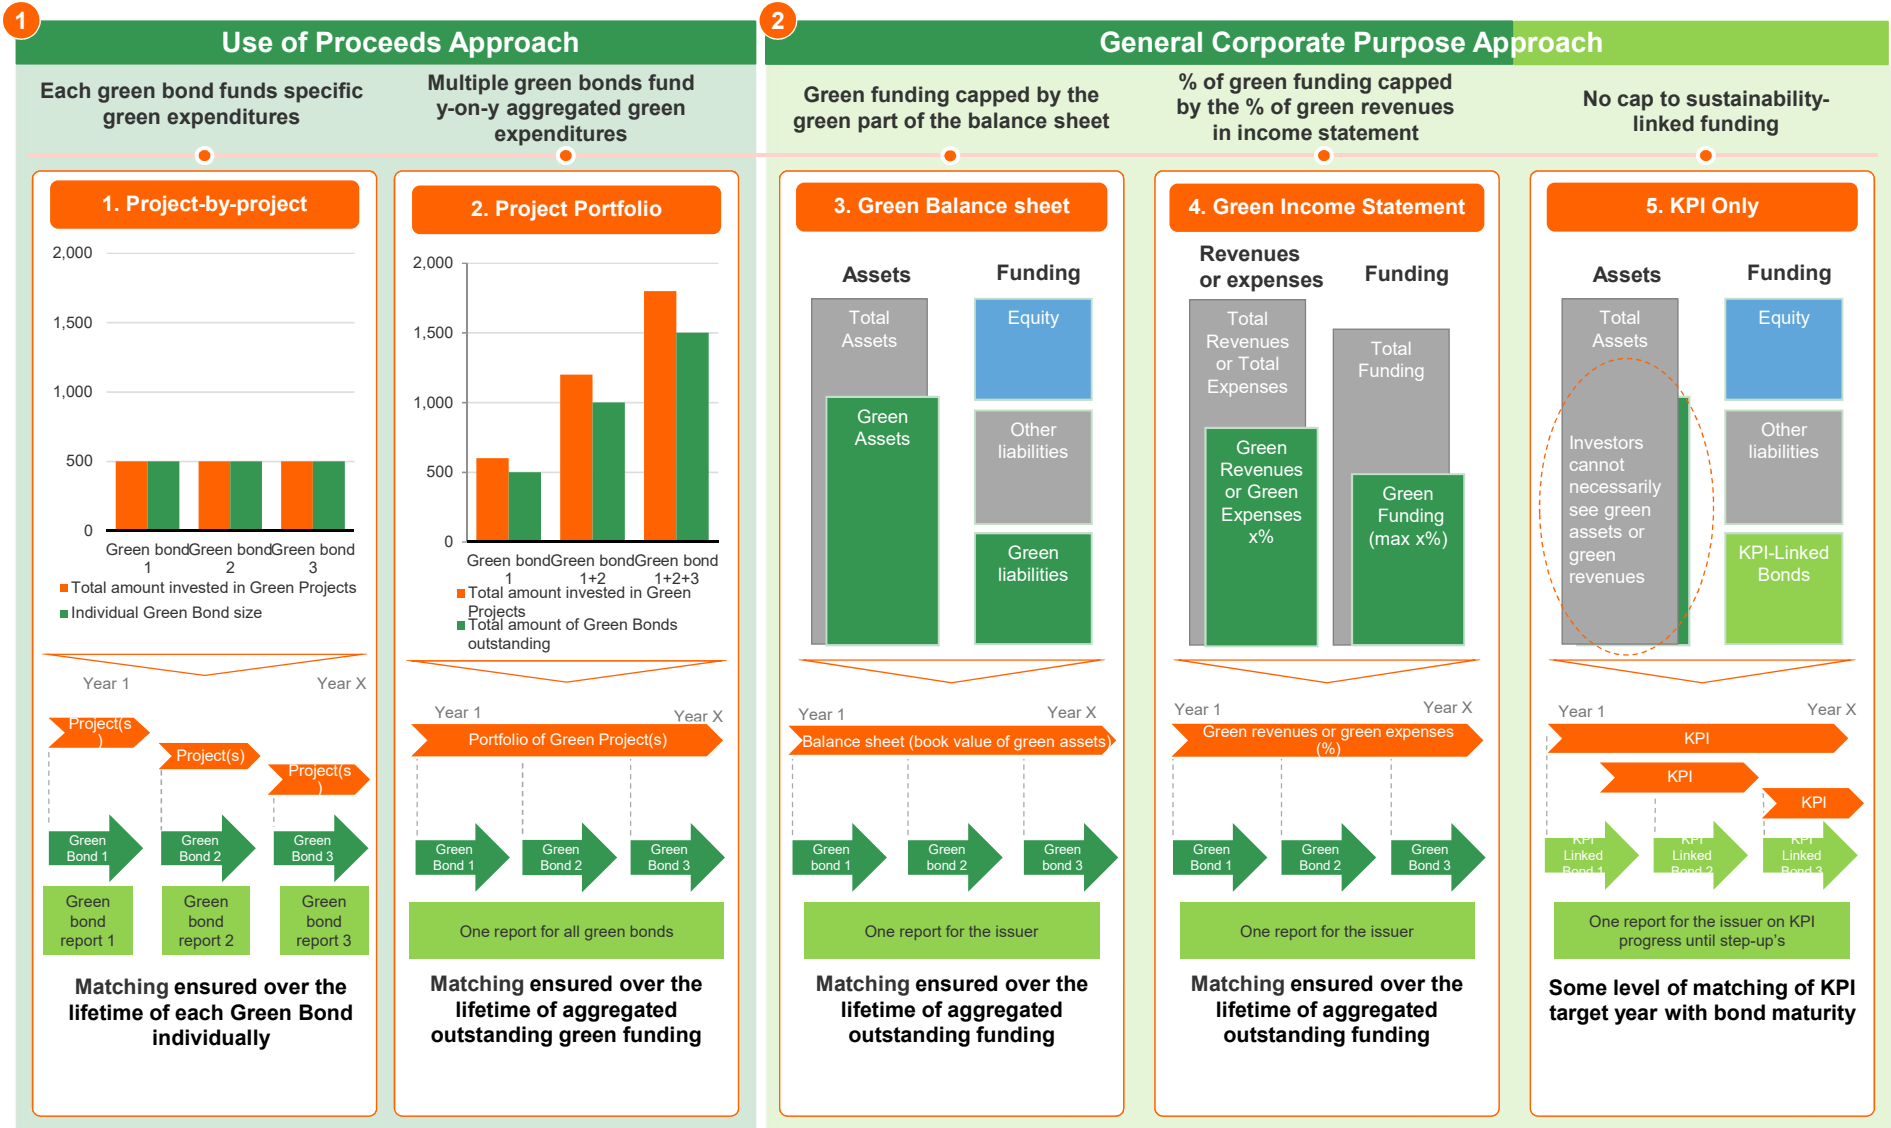 1
Use of Proceeds Approach
2
General Corporate Purpose Approach
Each green bond funds specific
green expenditures
Multiple green bonds fund
y-on-y aggregated green
expenditures
Green funding capped by the
green part of the balance sheet
% of green funding capped
by the % of green revenues
in income statement
No cap to sustainability-
linked funding
1. Project-by-project
2,000
1,500
1,000
500
0
Green bond
1
Green bond
2
Green bond
3
Total amount invested in Green Projects
Individual Green Bond size
Year 1
Year X
Project(s
)
Project(s)
Project(s
)
Green
Bond 1
Green
Bond 2
Green
Bond 3
Green
bond
report 1
Green
bond
report 2
Green
bond
report 3
Matching ensured over the
lifetime of each Green Bond
individually
2. Project Portfolio
2,000
1,500
1,000
500
0
Green bond
1
Green bond
1+2
Green bond
1+2+3
Total amount invested in Green
Projects
Total amount of Green Bonds
outstanding
Year 1
Year X
Portfolio of Green Project(s)
Green
Bond 1
Green
Bond 2
Green
Bond 3
One report for all green bonds
Matching ensured over the
lifetime of aggregated
outstanding green funding
3. Green Balance sheet
Assets
Funding
Total
Assets
Green
Assets
Equity
Other
liabilities
Green
liabilities
Year 1
Year X
Balance sheet (book value of green assets)
Green
bond 1
Green
bond 2
Green
bond 3
One report for the issuer
Matching ensured over the
lifetime of aggregated
outstanding funding
4. Green Income Statement
Revenues
or expenses
Funding
Total
Revenues
or Total
Expenses
Green
Revenues
or Green
Expenses
x%
Total
Funding
Green
Funding
(max x%)
Year 1
Year X
Green revenues or green expenses
(%)
Green
Bond 1
Green
Bond 2
Green
Bond 3
One report for the issuer
Matching ensured over the
lifetime of aggregated
outstanding funding
5. KPI Only
Assets
Funding
Total
Assets
Investors
cannot
necessarily
see green
assets or
green
revenues
Equity
Other
liabilities
KPI-Linked
Bonds
Year 1
Year X
KPI
KPI
KPI
KPI
Linked
Bond 1
KPI
Linked
Bond 2
KPI
Linked
Bond 3
One report for the issuer on KPI
progress until step-up's
Some level of matching of KPI
target year with bond maturity